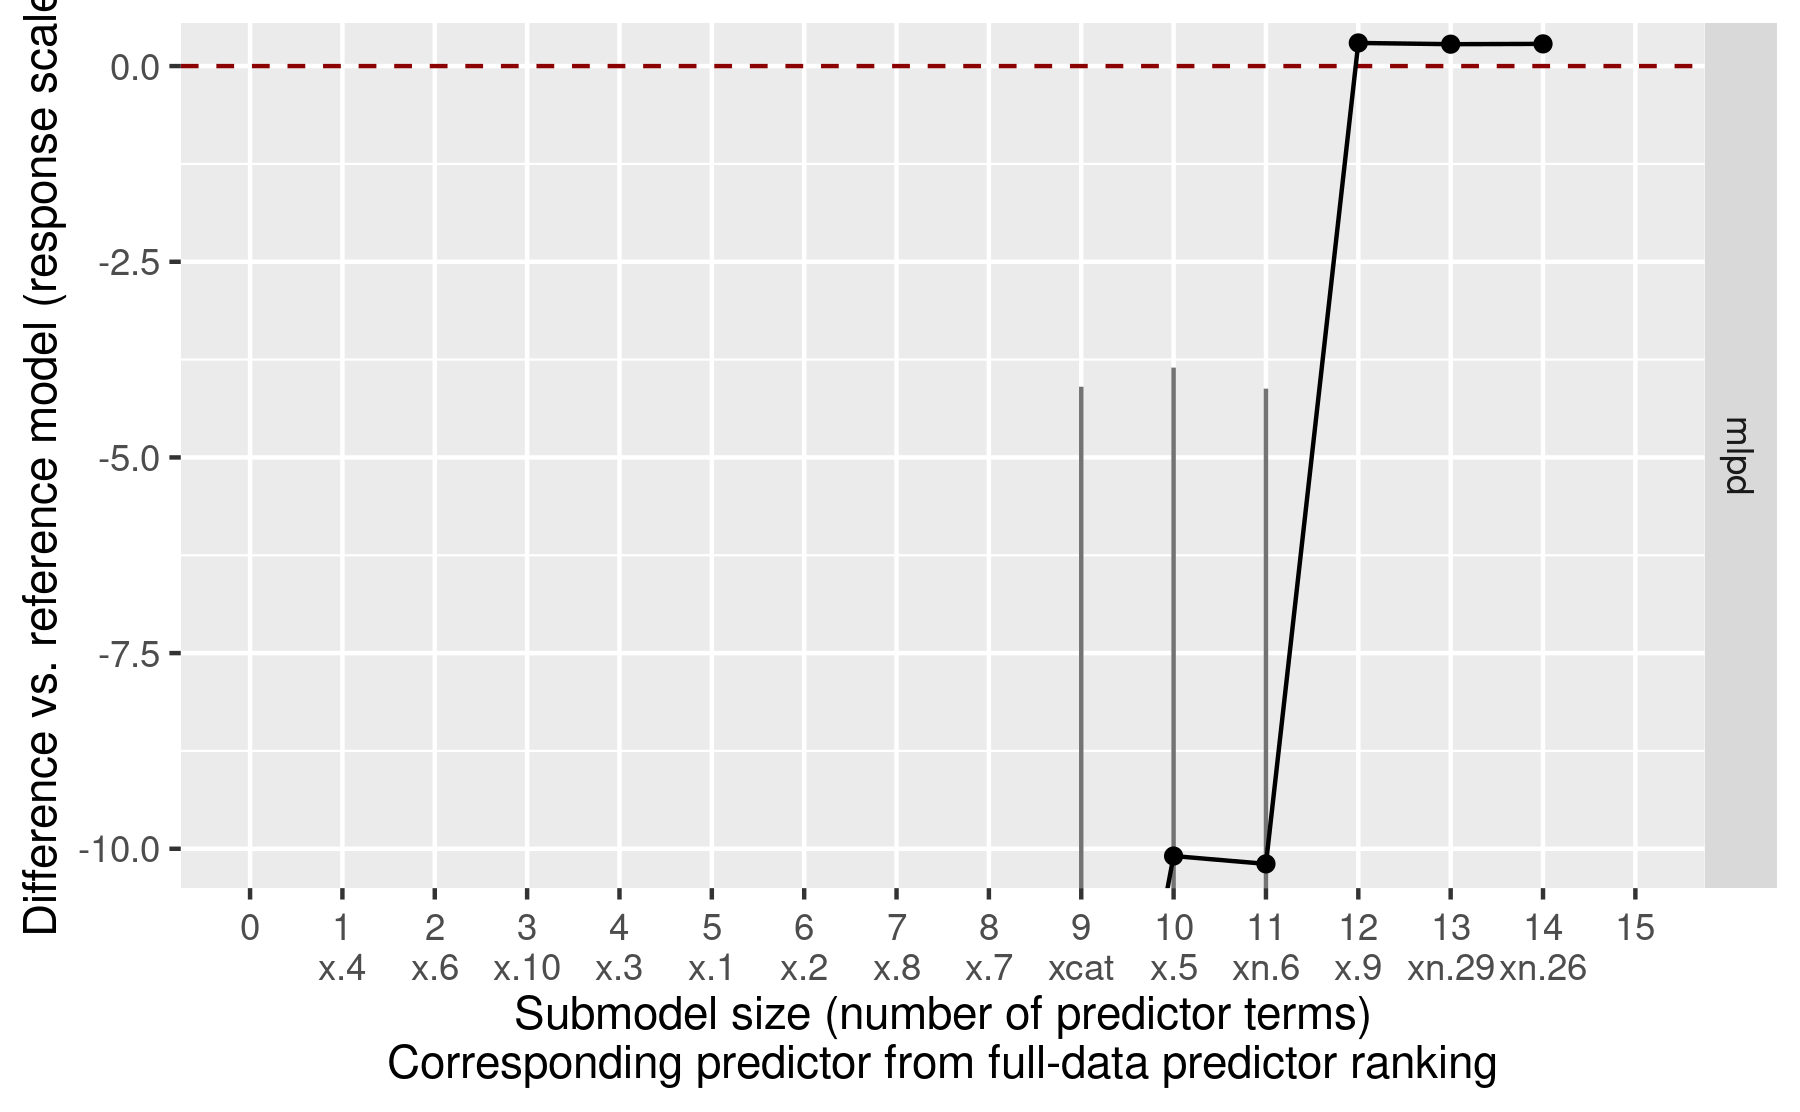 Difference vs. reference model (response scale
0.0
-2.5
-5.0
-7.5
-10.0
mlpd
0 1 2 3 4 5 6 7 8 9 10 11 12 13 14 15
x.4 x.6 x.10 x.3 x.1 x.2 x.8 x.7 xcat x.5 xn.6 x.9 xn.29 xn.26
Submodel size (number of predictor terms)
Corresponding predictor from full-data predictor ranking